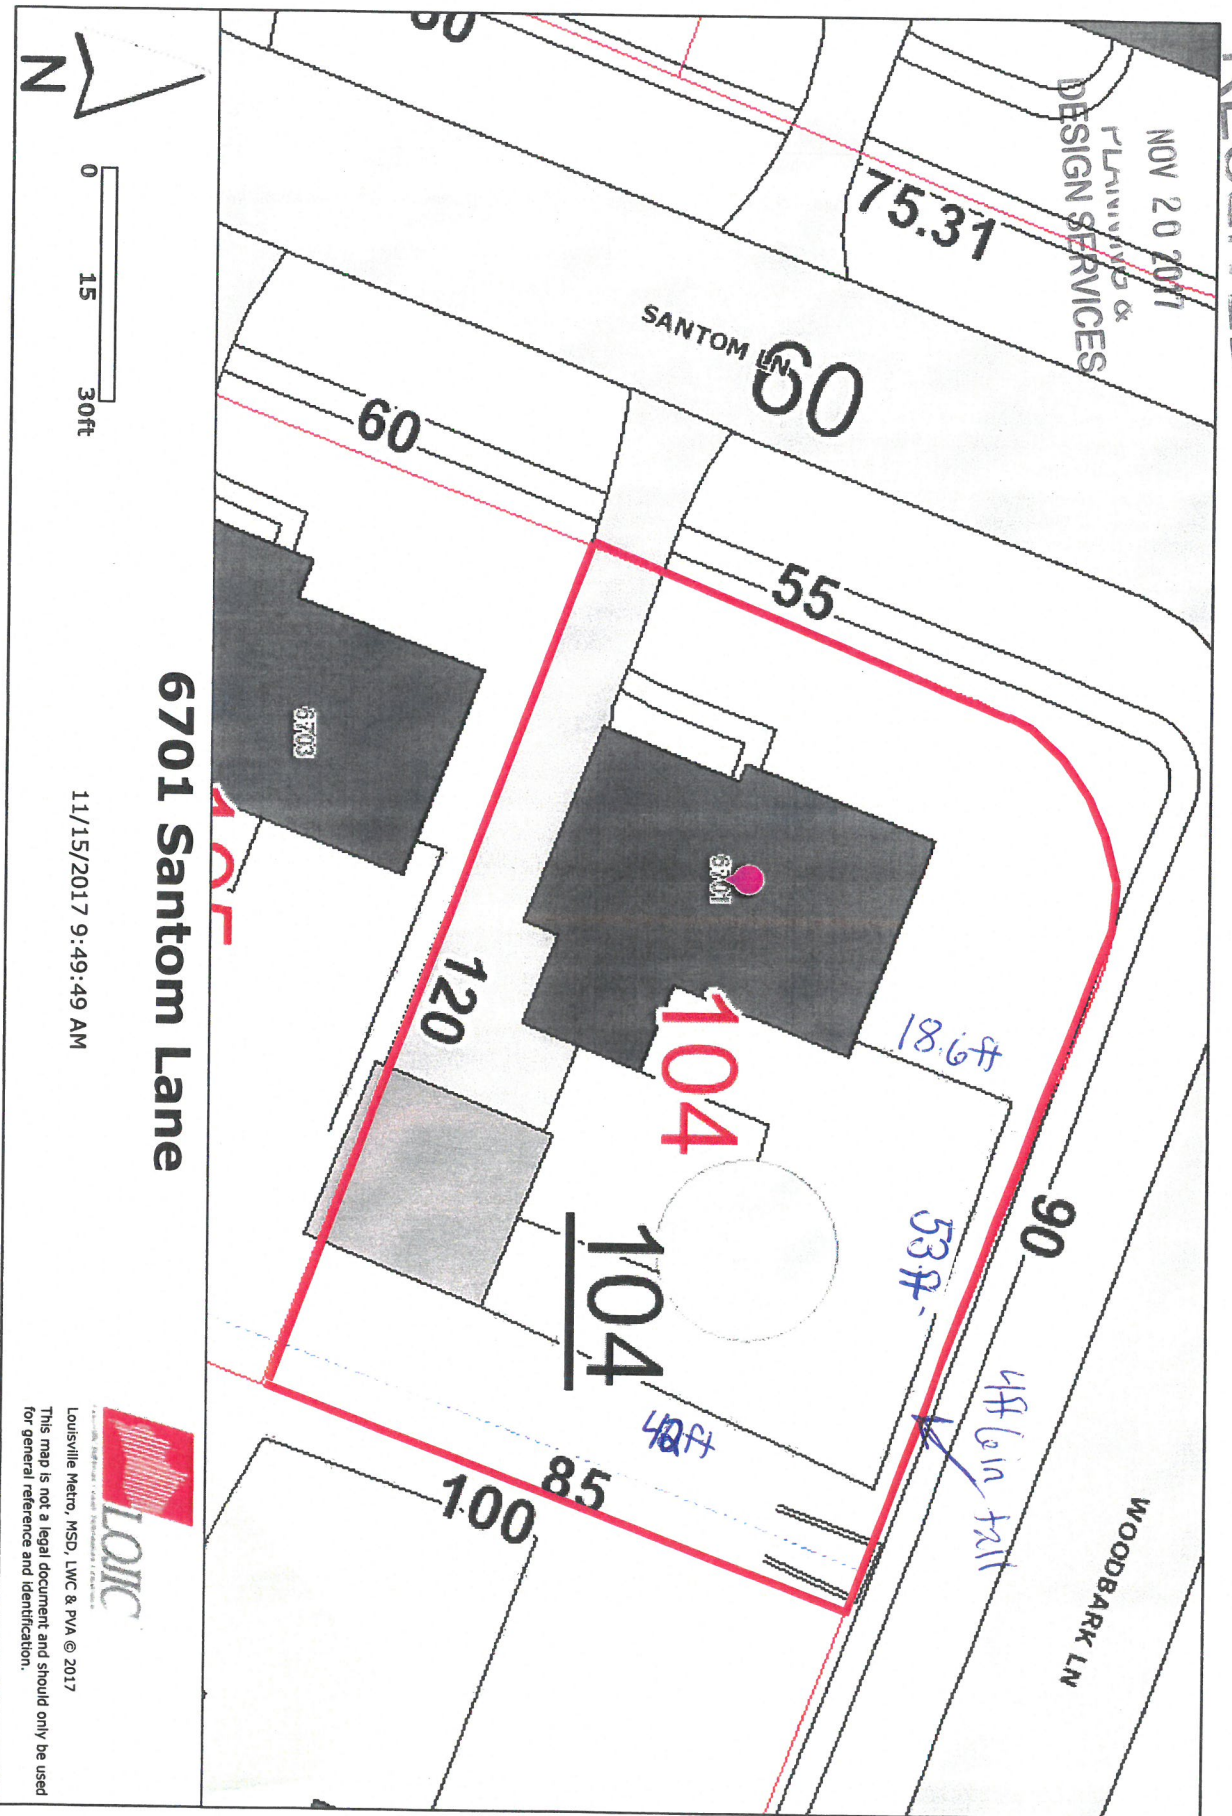 NOV 20 2017
PLANNING &
DESIGN SERVICES
60
75.31
SANTOM LN
60
60
55
6703
6701
104
120
18.6ft
90
53ft.
104
4ft 6in tall
42ft
85
100
WOODBARK LN
N
0 15 30ft
6701 Santom Lane
11/15/2017 9:49:49 AM
LOJIC
Louisville Metro, MSD, LWC & PVA © 2017
This map is not a legal document and should only be used
for general reference and identification.